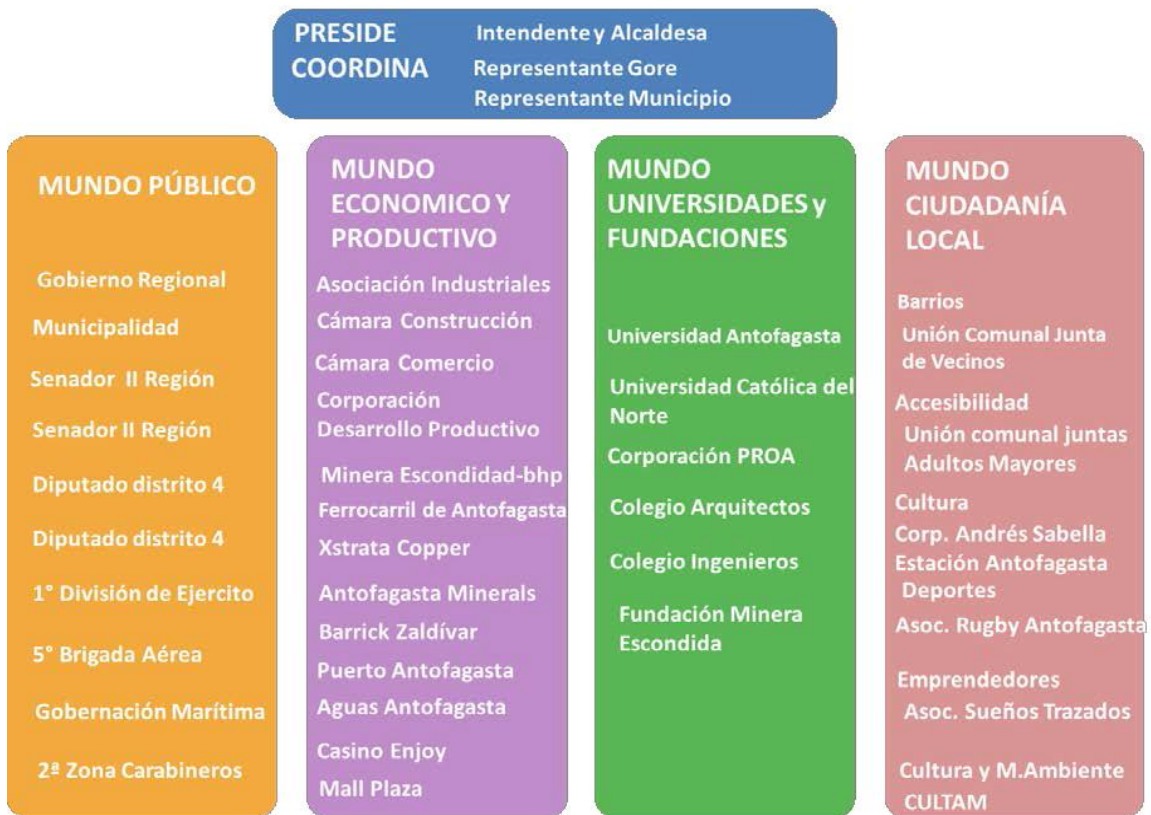 PRESIDE Intendente y Alcaldesa
COORDINA Representante Gore
Representante Municipio
MUNDO PÚBLICO
Gobierno Regional
Municipalidad
Senador II Región
Senador II Región
Diputado distrito 4
Diputado distrito 4
1° División de Ejercito
5° Brigada Aérea
Gobernación Marítima
2ª Zona Carabineros
MUNDO
ECONOMICO Y
PRODUCTIVO
Asociación Industriales
Cámara Construcción
Cámara Comercio
Corporación
Desarrollo Productivo
Minera Escondidad-bhp
Ferrocarril de Antofagasta
Xstrata Copper
Antofagasta Minerals
Barrick Zaldívar
Puerto Antofagasta
Aguas Antofagasta
Casino Enjoy
Mall Plaza
MUNDO
UNIVERSIDADES y
FUNDACIONES
Universidad Antofagasta
Universidad Católica del
Norte
Corporación PROA
Colegio Arquitectos
Colegio Ingenieros
Fundación Minera
Escondida
MUNDO
CIUDADANÍA
LOCAL
Barrios
Unión Comunal Junta
de Vecinos
Accesibilidad
Unión comunal juntas
Adultos Mayores
Cultura
Corp. Andrés Sabella
Estación Antofagasta
Deportes
Asoc. Rugby Antofagasta
Emprendedores
Asoc. Sueños Trazados
Cultura y M.Ambiente
CULTAM